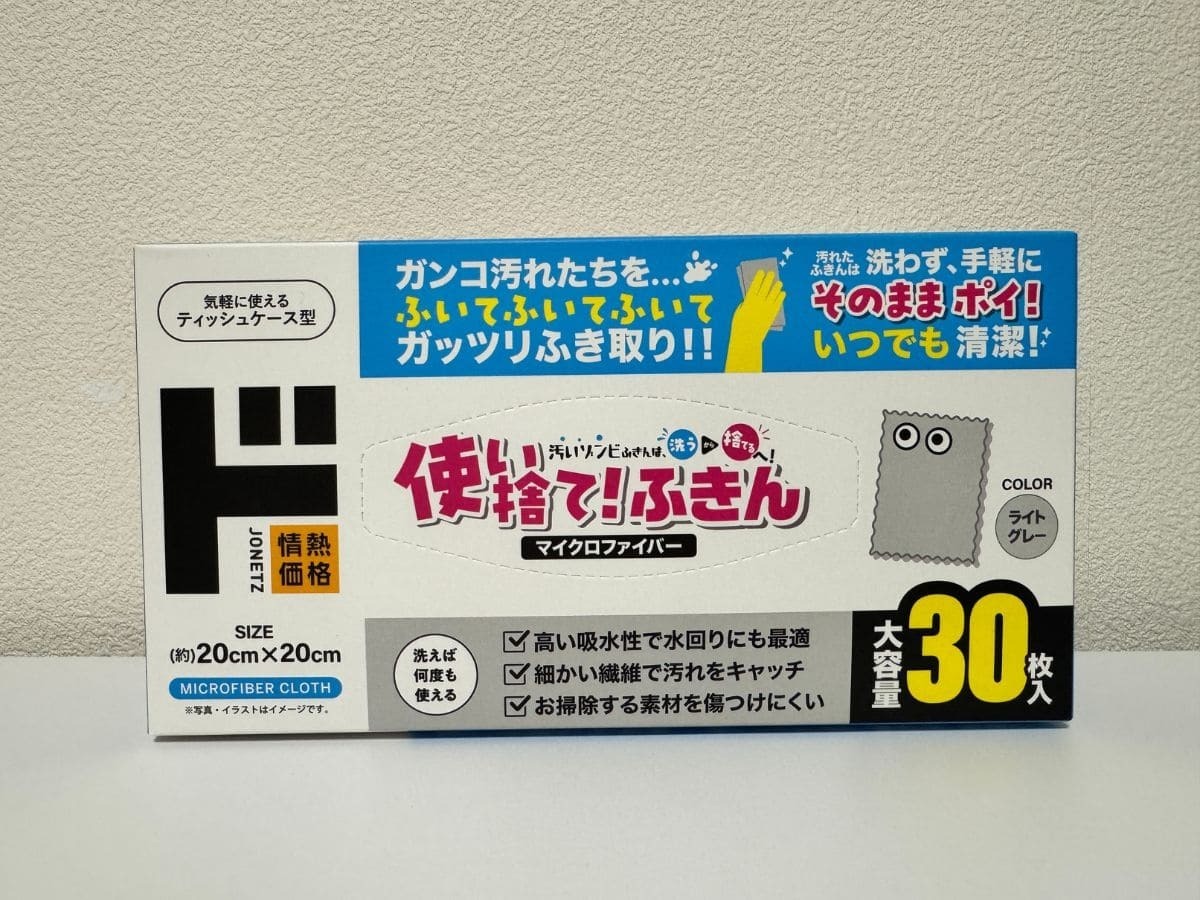 気軽に使える
ティッシュケース型
ド
JONETZ
情熱
価格
SIZE
(約)20cm×20cm
MICROFIBER CLOTH
※写真・イラストはイメージです。
ガンコ汚れたちを...
ふいてふいてふいて
ガッツリふき取り!!
汚れた
ふきんは
洗わず、手軽に
そのまま ポイ!
いつでも 清潔!
汚いゾンビふきんは、洗うから捨てるへ!
使い捨て!ふきん
マイクロファイバー
COLOR
ライト
グレー
洗えば
何度も
使える
高い吸水性で水回りにも最適
細かい繊維で汚れをキャッチ
お掃除する素材を傷つけにくい
大容量30枚入